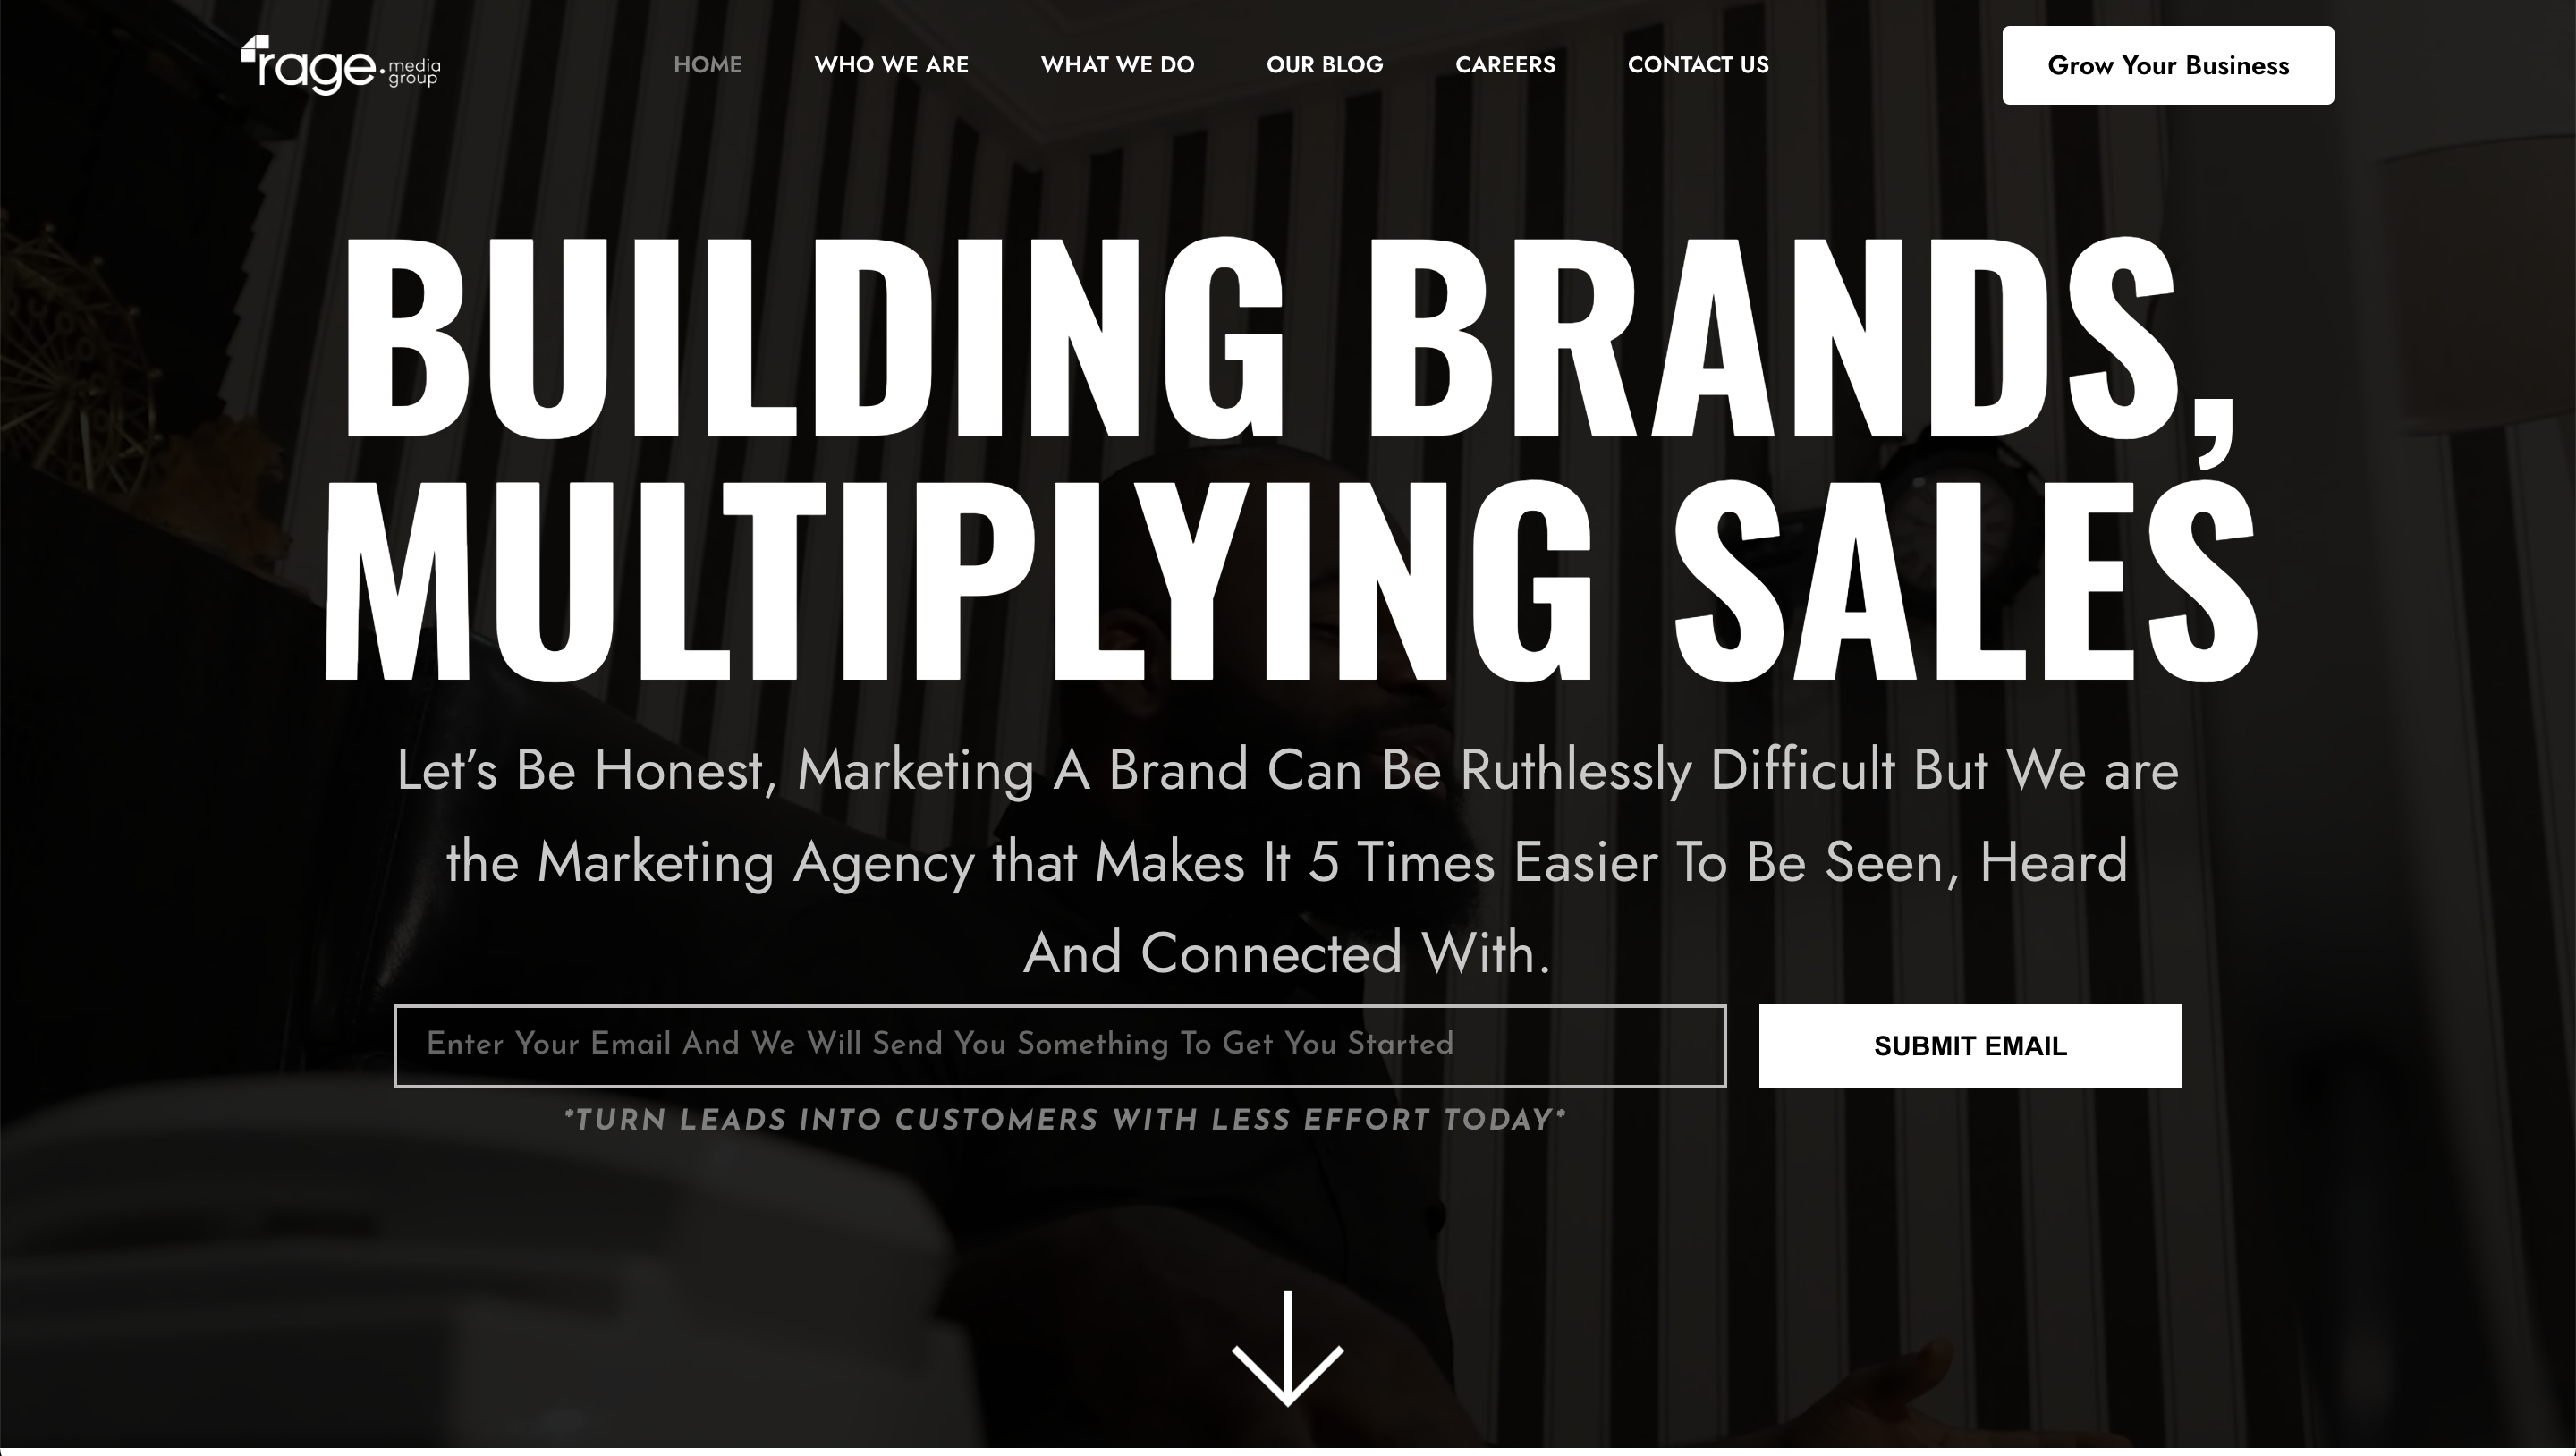 rage. media group
HOME WHO WE ARE WHAT WE DO OUR BLOG CAREERS CONTACT US
Grow Your Business
BUILDING BRANDS,
MULTIPLYING SALES
Let’s Be Honest, Marketing A Brand Can Be Ruthlessly Difficult But We are
the Marketing Agency that Makes It 5 Times Easier To Be Seen, Heard
And Connected With.
Enter Your Email And We Will Send You Something To Get You Started
SUBMIT EMAIL
*TURN LEADS INTO CUSTOMERS WITH LESS EFFORT TODAY*